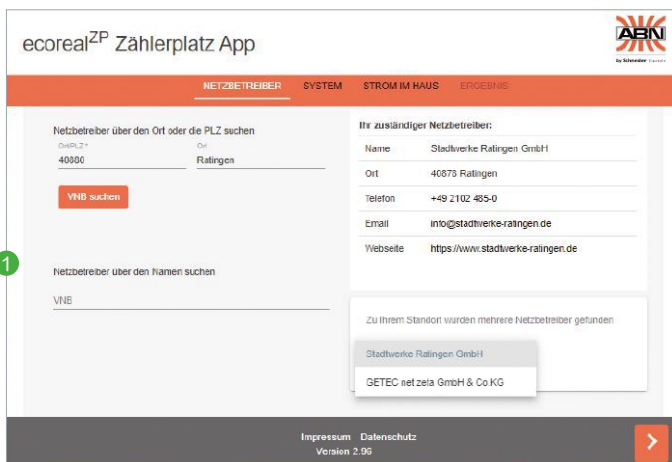 ecorealZP Zählerplatz App
ABN
by Schneider Electric
NETZBETREIBER SYSTEM STROM IM HAUS ERGEBNIS
Netzbetreiber über den Ort oder die PLZ suchen
Ort/PLZ * Ort
40880 Ratingen
VNB suchen
1
Netzbetreiber über den Namen suchen
VNB
Ihr zuständiger Netzbetreiber:
Name Stadtwerke Ratingen GmbH
Ort 40878 Ratingen
Telefon +49 2102 485-0
Email info@stadtwerke-ratingen.de
Webseite https://www.stadtwerke-ratingen.de
Zu Ihrem Standort wurden mehrere Netzbetreiber gefunden
Stadtwerke Ratingen GmbH
GETEC net zela GmbH & Co.KG
Impressum Datenschutz
Version 2.96